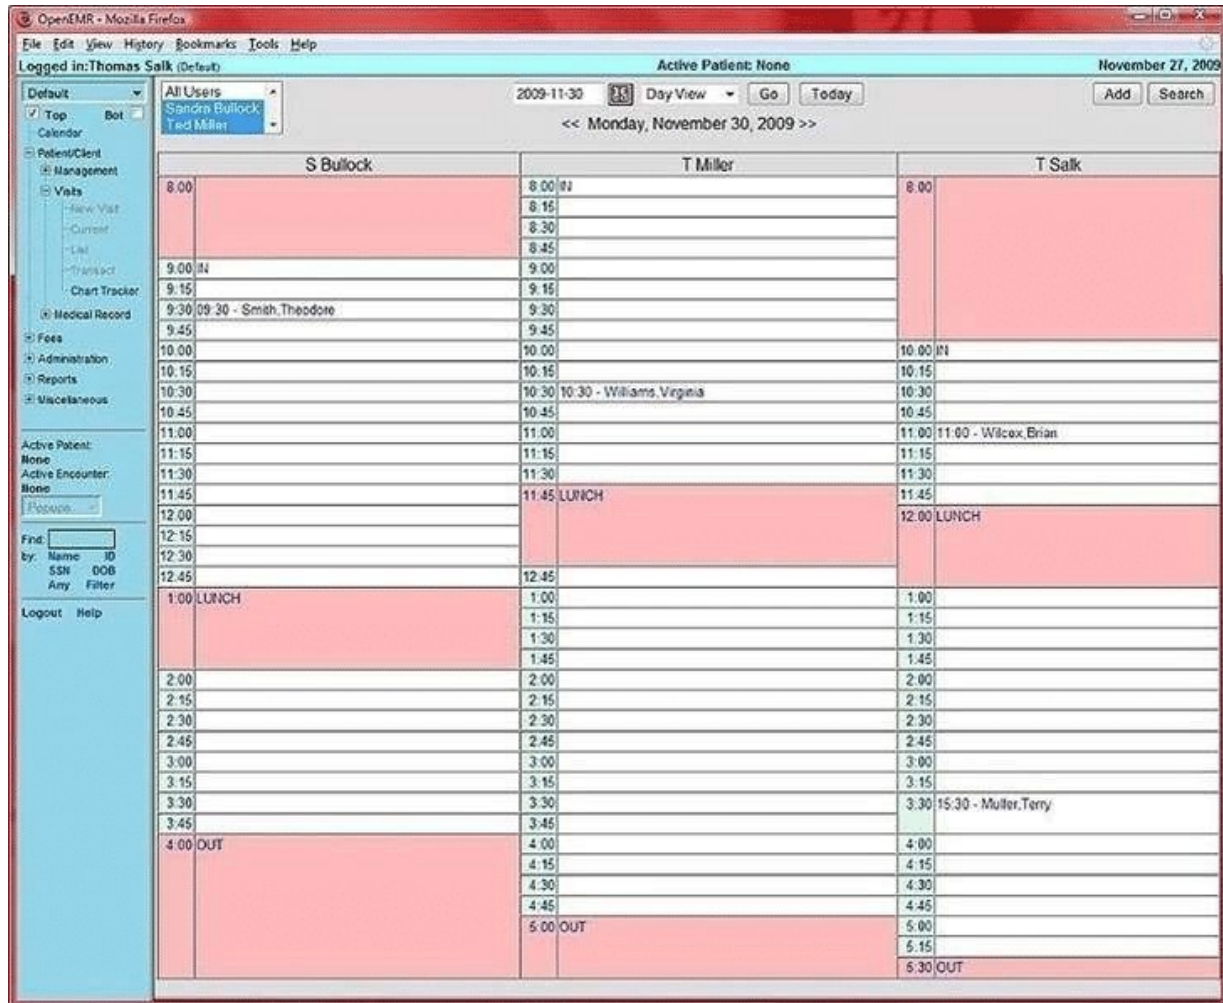 OpenEMR - Mozilla Firefox
File Edit View History Bookmarks Tools Help
Logged in:Thomas Salk (Default) Active Patient: None November 27, 2009
Default
Top Bot
Calendar
Patient/Client
Management
Visits
New Visit
Current
List
Transact
Chart Tracker
Medical Record
Fees
Administration
Reports
Miscellaneous
Active Patient:
None
Active Encounter:
None
Popups
Find:
by: Name ID
SSN DOB
Any Filter
Logout Help
All Users
Sandra Bullock
Ted Miller
2009-11-30 Day View Go Today Add Search
<< Monday, November 30, 2009 >>
S Bullock T Miller T Salk
8:00 8:00 IN 8:00
8:15
8:30
8:45
9:00 IN 9:00
9:15 9:15
9:30 09:30 - Smith,Theodore 9:30
9:45 9:45
10:00 10:00 10:00 IN
10:15 10:15 10:15
10:30 10:30 10:30 - Williams,Virginia 10:30
10:45 10:45 10:45
11:00 11:00 11:00 11:00 - Wilcox,Brian
11:15 11:15 11:15
11:30 11:30 11:30
11:45 11:45 LUNCH 11:45
12:00 12:00 LUNCH
12:15
12:30
12:45 12:45
1:00 LUNCH 1:00 1:00
1:15 1:15
1:30 1:30
1:45 1:45
2:00 2:00 2:00
2:15 2:15 2:15
2:30 2:30 2:30
2:45 2:45 2:45
3:00 3:00 3:00
3:15 3:15 3:15
3:30 3:30 3:30 15:30 - Muller,Terry
3:45 3:45
4:00 OUT 4:00 4:00
4:15 4:15
4:30 4:30
4:45 4:45
5:00 OUT 5:00
5:15
5:30 OUT